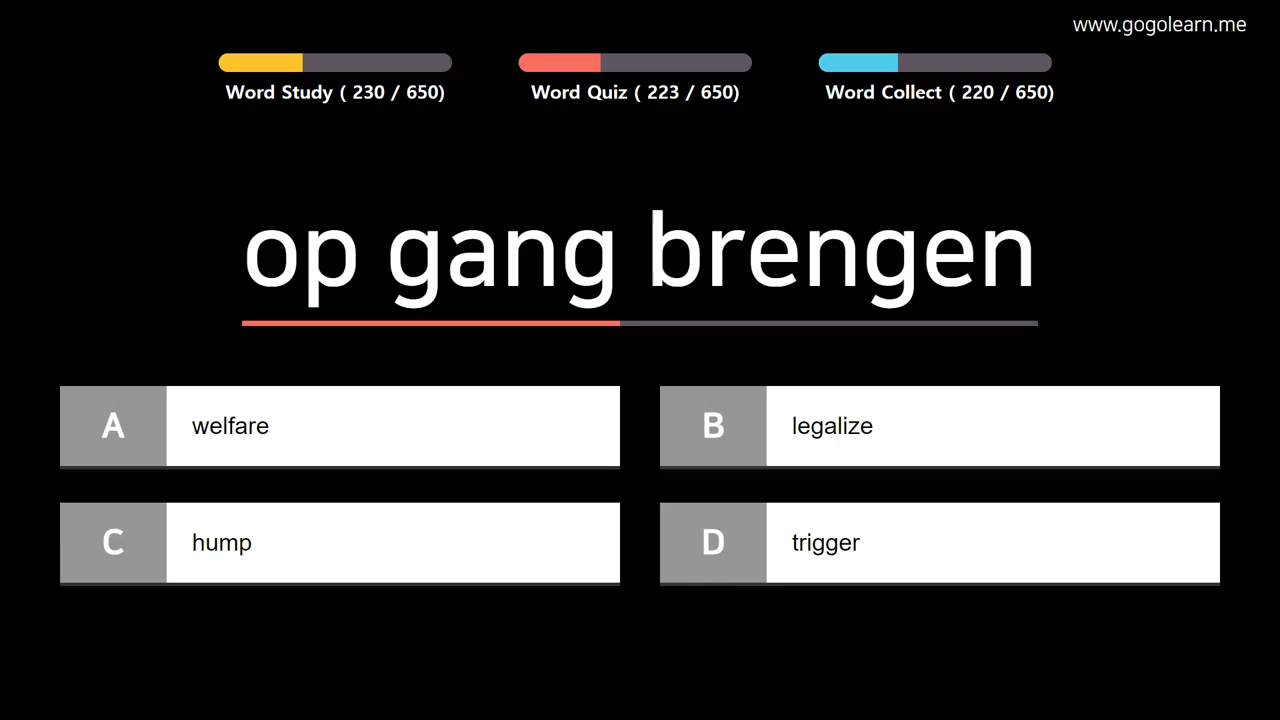 www.gogolearn.me
Word Study ( 230 / 650)
Word Quiz ( 223 / 650)
Word Collect ( 220 / 650)
op gang brengen
A welfare
B legalize
C hump
D trigger